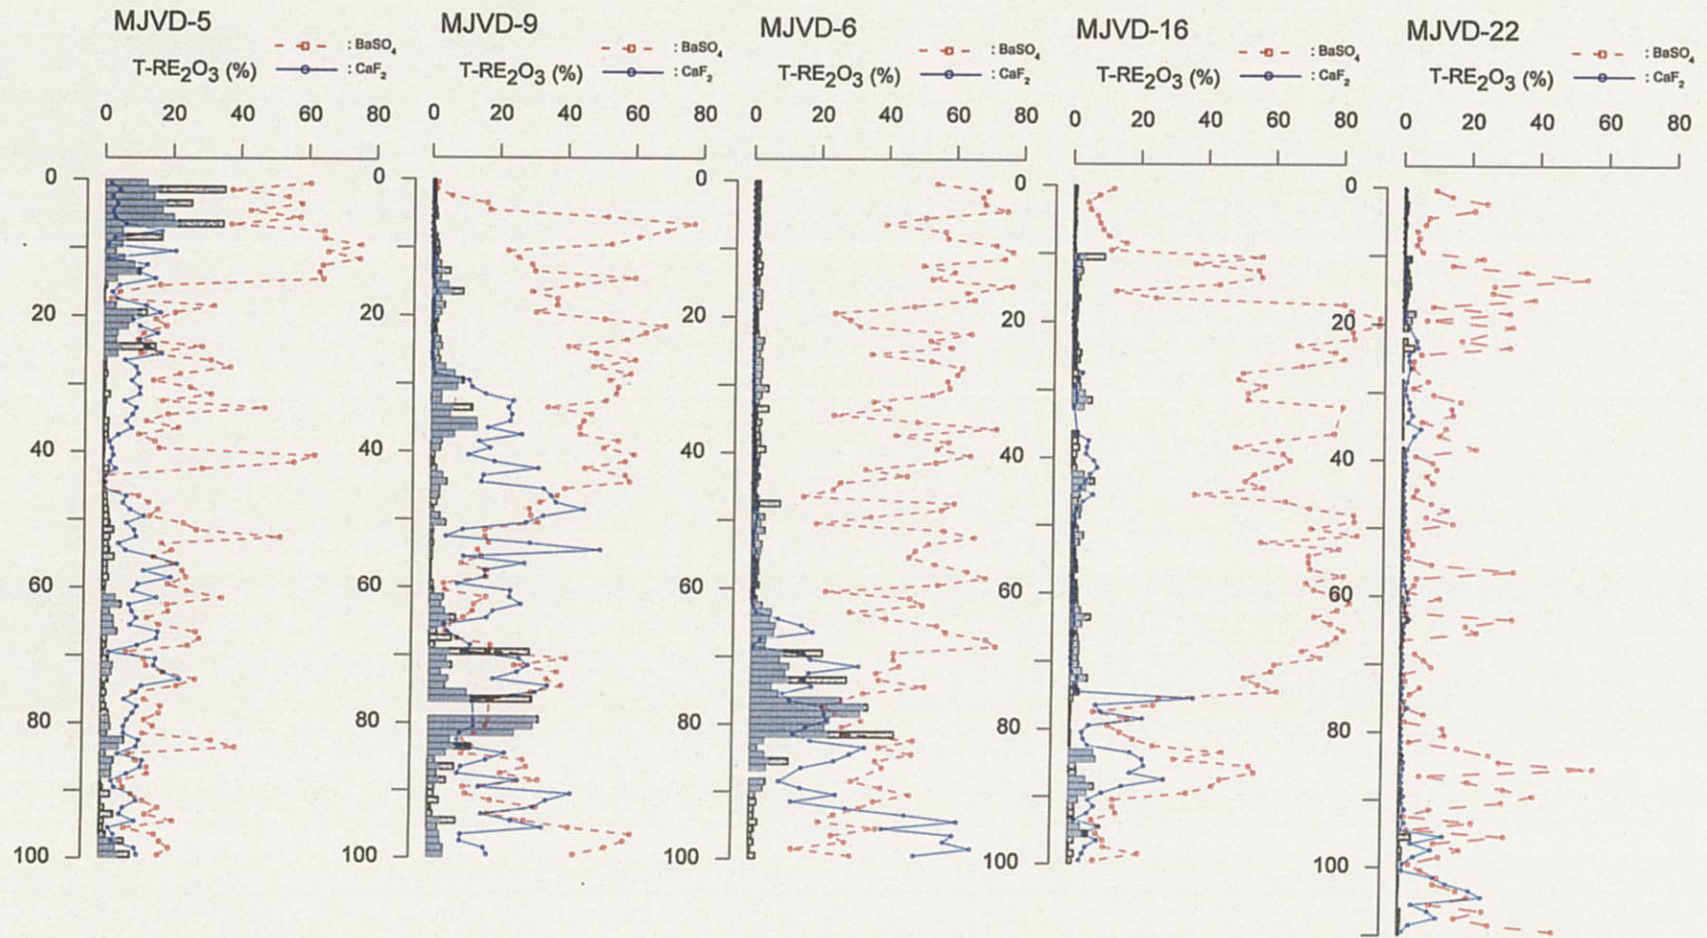 MJVD-5 MJVD-9 MJVD-6 MJVD-16 MJVD-22
: BaSO₄ : BaSO₄ : BaSO₄ : BaSO₄ : BaSO₄
T-RE₂O₃ (%) : CaF₂ T-RE₂O₃ (%) : CaF₂ T-RE₂O₃ (%) : CaF₂ T-RE₂O₃ (%) : CaF₂ T-RE₂O₃ (%) : CaF₂
0 20 40 60 80 0 20 40 60 80 0 20 40 60 80 0 20 40 60 80 0 20 40 60 80
0 0 0 0 0
20 20 20 20 20
40 40 40 40 40
60 60 60 60 60
80 80 80 80 80
100 100 100 100 100